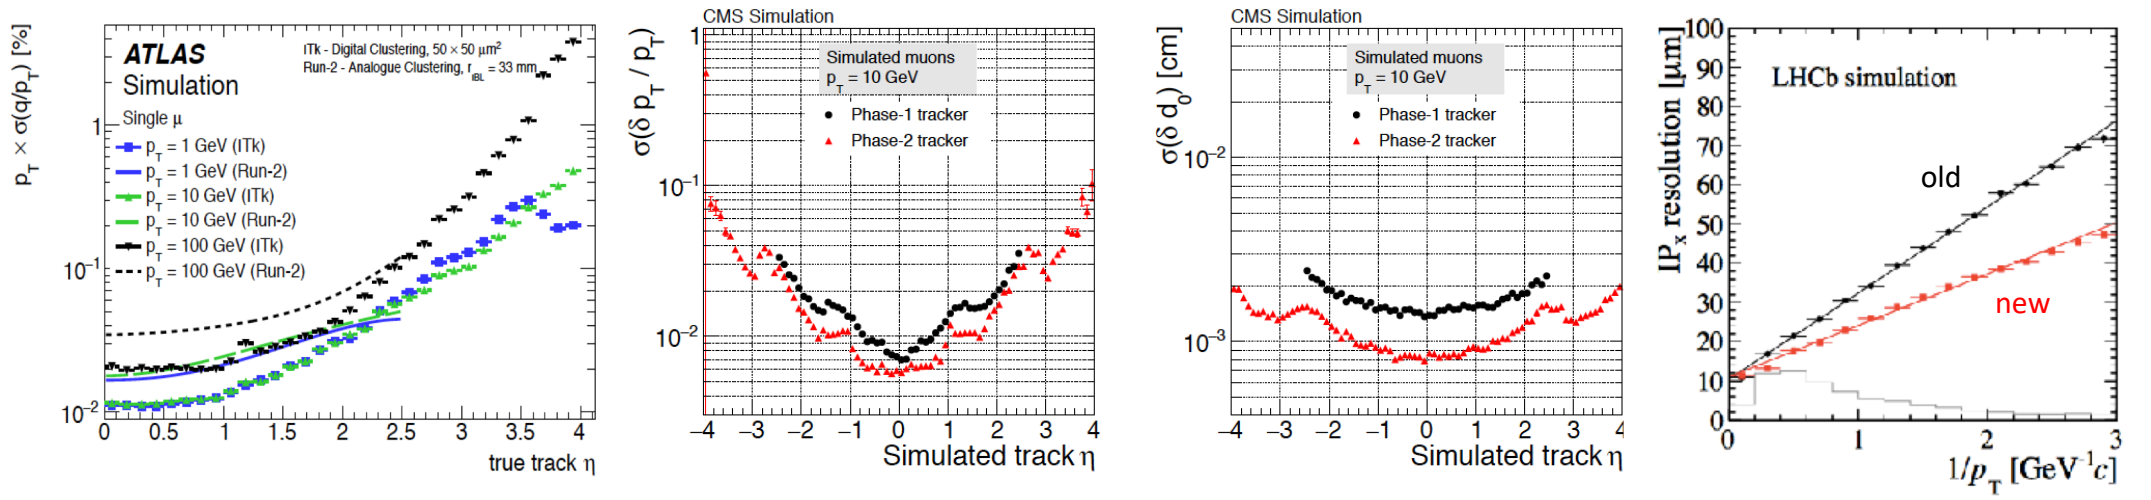 p_T × σ(q/p_T) [%]
ATLAS
Simulation
ITk - Digital Clustering, 50 × 50 μm²
Run-2 - Analogue Clustering, r_IBL = 33 mm
Single μ
p_T = 1 GeV (ITk)
p_T = 1 GeV (Run-2)
p_T = 10 GeV (ITk)
p_T = 10 GeV (Run-2)
p_T = 100 GeV (ITk)
p_T = 100 GeV (Run-2)
1
10⁻¹
10⁻²
0 0.5 1 1.5 2 2.5 3 3.5 4
true track η
CMS Simulation
σ(δ p_T / p_T)
Simulated muons
p_T = 10 GeV
Phase-1 tracker
Phase-2 tracker
1
10⁻¹
10⁻²
−4 −3 −2 −1 0 1 2 3 4
Simulated track η
CMS Simulation
σ(δ d₀) [cm]
Simulated muons
p_T = 10 GeV
Phase-1 tracker
Phase-2 tracker
10⁻²
10⁻³
−4 −3 −2 −1 0 1 2 3 4
Simulated track η
IP_x resolution [μm]
LHCb simulation
old
new
100
90
80
70
60
50
40
30
20
10
0
0 1 2 3
1/p_T [GeV⁻¹c]